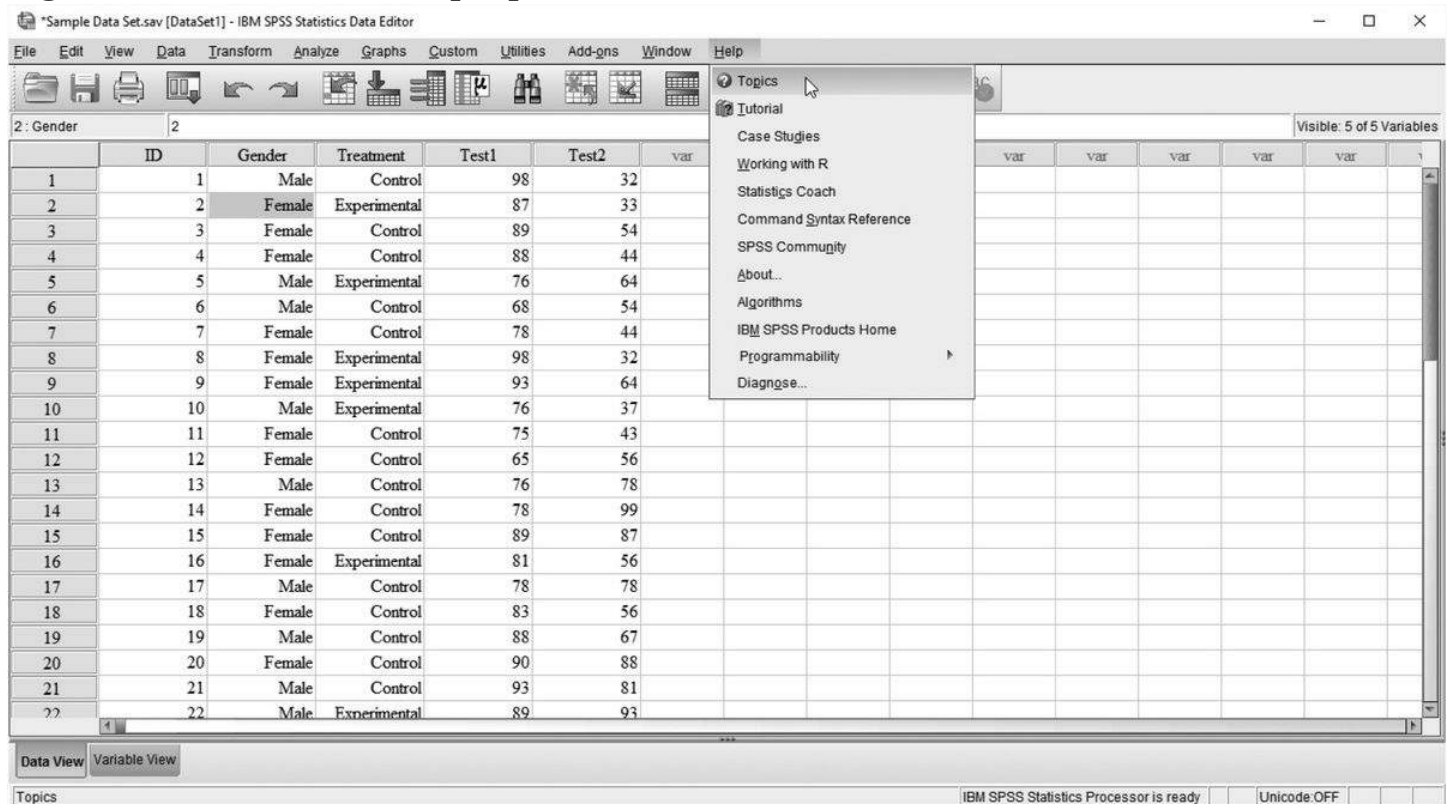 *Sample Data Set.sav [DataSet1] - IBM SPSS Statistics Data Editor
File Edit View Data Transform Analyze Graphs Custom Utilities Add-ons Window Help
Topics
Tutorial
Case Studies
Working with R
Statistics Coach
Command Syntax Reference
SPSS Community
About...
Algorithms
IBM SPSS Products Home
Programmability
Diagnose...
2 : Gender 2 Visible: 5 of 5 Variables
ID Gender Treatment Test1 Test2 var var var var var var
1 1 Male Control 98 32
2 2 Female Experimental 87 33
3 3 Female Control 89 54
4 4 Female Control 88 44
5 5 Male Experimental 76 64
6 6 Male Control 68 54
7 7 Female Control 78 44
8 8 Female Experimental 98 32
9 9 Female Experimental 93 64
10 10 Male Experimental 76 37
11 11 Female Control 75 43
12 12 Female Control 65 56
13 13 Male Control 76 78
14 14 Female Control 78 99
15 15 Female Control 89 87
16 16 Female Experimental 81 56
17 17 Male Control 78 78
18 18 Female Control 83 56
19 19 Male Control 88 67
20 20 Female Control 90 88
21 21 Male Control 93 81
22 22 Male Experimental 89 93
Data View Variable View
Topics IBM SPSS Statistics Processor is ready Unicode:OFF